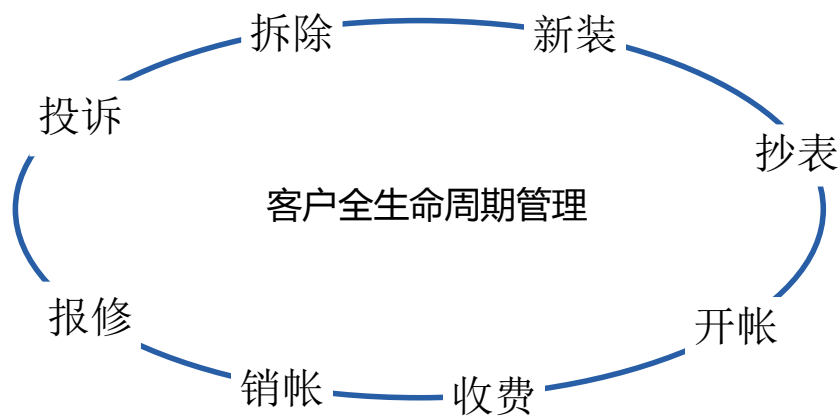 拆除
新装
投诉
抄表
客户全生命周期管理
报修
开帐
销帐
收费